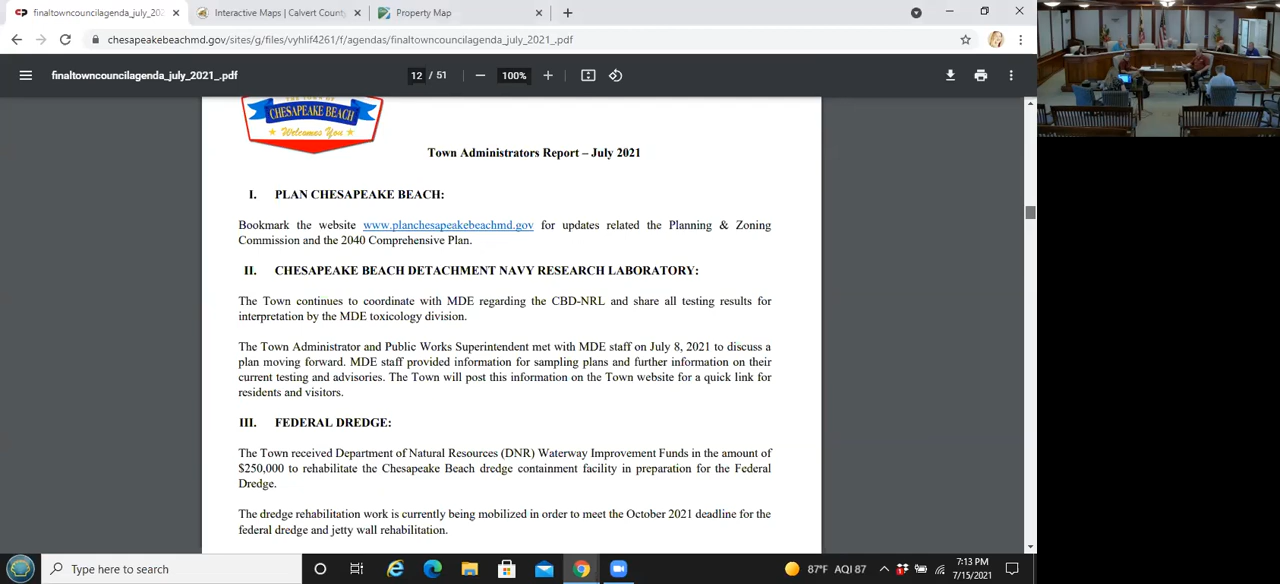 finaltowncouncilagenda_july_202
Interactive Maps | Calvert County
Property Map
chesapeakebeachmd.gov/sites/g/files/vyhlif4261/f/agendas/finaltowncouncilagenda_july_2021_.pdf
finaltowncouncilagenda_july_2021_.pdf
12 / 51
100%
CHESAPEAKE BEACH
Welcomes You
Town Administrators Report – July 2021
I. PLAN CHESAPEAKE BEACH:
Bookmark the website www.planchesapeakebeachmd.gov for updates related the Planning & Zoning
Commission and the 2040 Comprehensive Plan.
II. CHESAPEAKE BEACH DETACHMENT NAVY RESEARCH LABORATORY:
The Town continues to coordinate with MDE regarding the CBD-NRL and share all testing results for
interpretation by the MDE toxicology division.
The Town Administrator and Public Works Superintendent met with MDE staff on July 8, 2021 to discuss a
plan moving forward. MDE staff provided information for sampling plans and further information on their
current testing and advisories. The Town will post this information on the Town website for a quick link for
residents and visitors.
III. FEDERAL DREDGE:
The Town received Department of Natural Resources (DNR) Waterway Improvement Funds in the amount of
$250,000 to rehabilitate the Chesapeake Beach dredge containment facility in preparation for the Federal
Dredge.
The dredge rehabilitation work is currently being mobilized in order to meet the October 2021 deadline for the
federal dredge and jetty wall rehabilitation.
Type here to search
87°F AQI 87
7:13 PM
7/15/2021